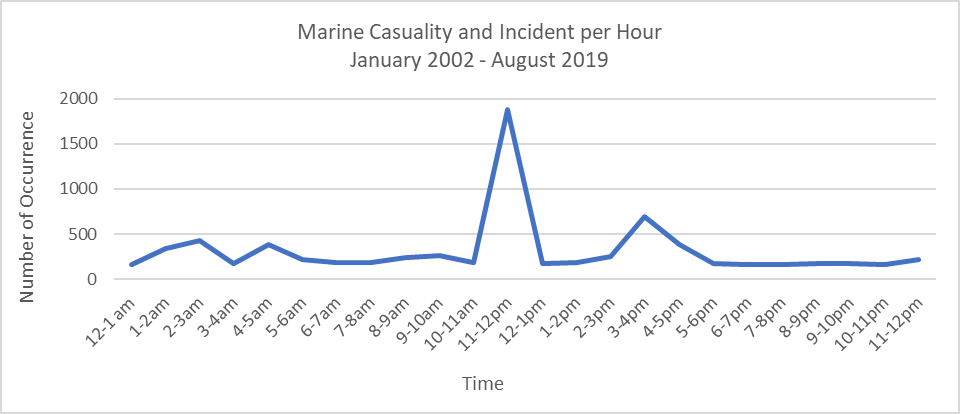 Marine Casuality and Incident per Hour
January 2002 - August 2019
Number of Occurrence
2000
1500
1000
500
0
12-1 am
1-2am
2-3am
3-4am
4-5am
5-6am
6-7am
7-8am
8-9am
9-10am
10-11am
11-12pm
12-1pm
1-2pm
2-3pm
3-4pm
4-5pm
5-6pm
6-7pm
7-8pm
8-9pm
9-10pm
10-11pm
11-12pm
Time